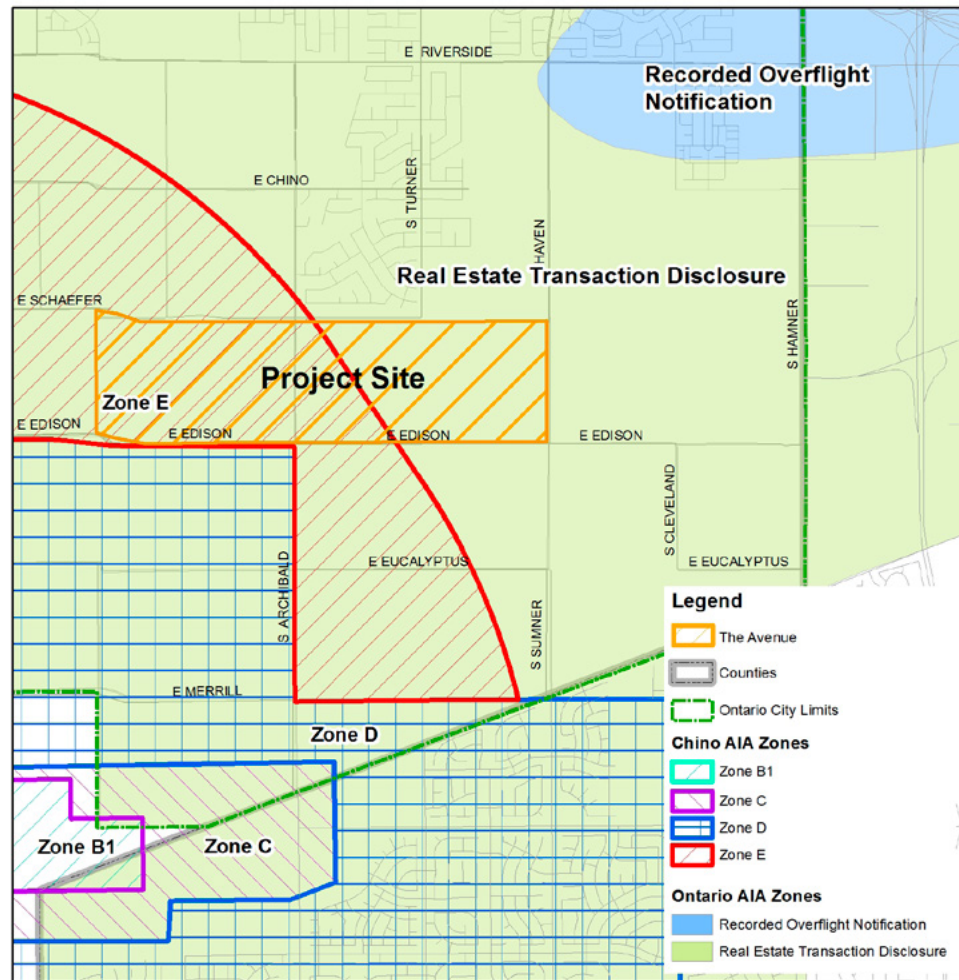 E RIVERSIDE
Recorded Overflight
Notification
E CHINO
S TURNER
HAVEN
Real Estate Transaction Disclosure
E SCHAEFER
S HAMNER
Project Site
Zone E
E EDISON
E EDISON
E EDISON
E EDISON
S CLEVELAND
E EUCALYPTUS
E EUCALYPTUS
S ARCHIBALD
S SUMNER
E MERRILL
Zone D
Zone B1
Zone C
Legend
The Avenue
Counties
Ontario City Limits
Chino AIA Zones
Zone B1
Zone C
Zone D
Zone E
Ontario AIA Zones
Recorded Overflight Notification
Real Estate Transaction Disclosure